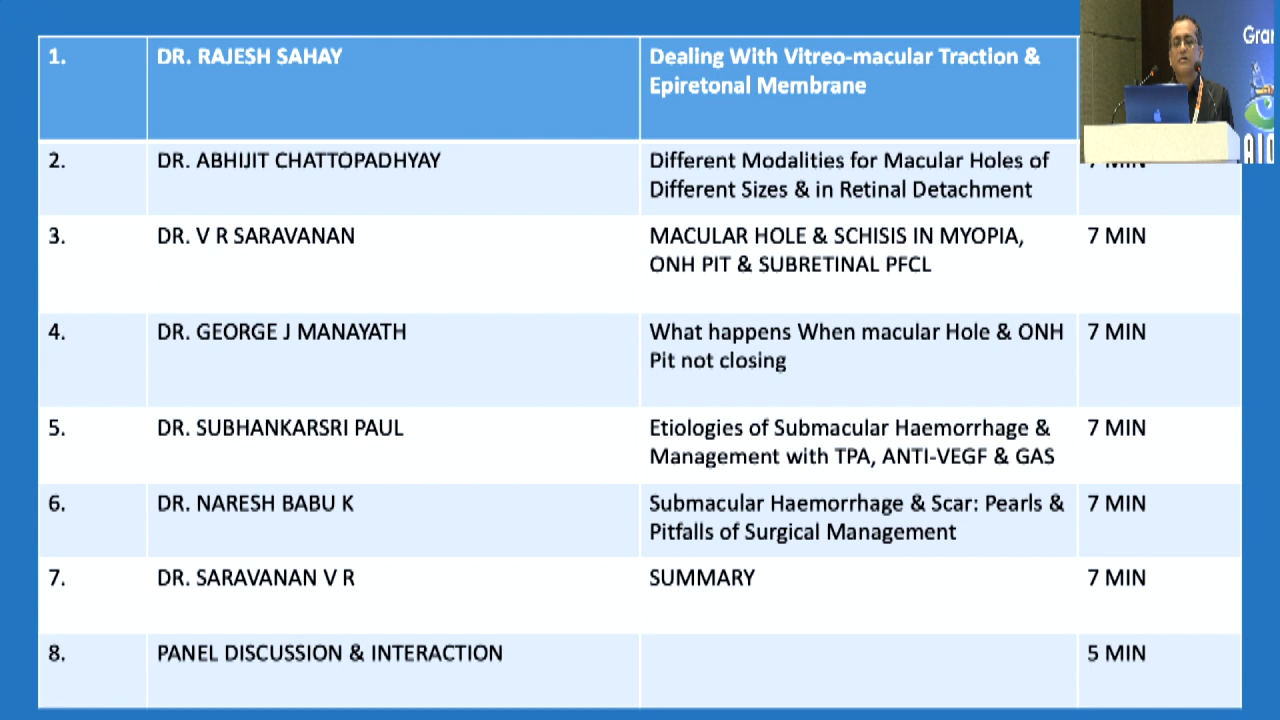 1. DR. RAJESH SAHAY Dealing With Vitreo-macular Traction &
Epiretonal Membrane
2. DR. ABHIJIT CHATTOPADHYAY Different Modalities for Macular Holes of 7 MIN
Different Sizes & in Retinal Detachment
3. DR. V R SARAVANAN MACULAR HOLE & SCHISIS IN MYOPIA, 7 MIN
ONH PIT & SUBRETINAL PFCL
4. DR. GEORGE J MANAYATH What happens When macular Hole & ONH 7 MIN
Pit not closing
5. DR. SUBHANKARSRI PAUL Etiologies of Submacular Haemorrhage & 7 MIN
Management with TPA, ANTI-VEGF & GAS
6. DR. NARESH BABU K Submacular Haemorrhage & Scar: Pearls & 7 MIN
Pitfalls of Surgical Management
7. DR. SARAVANAN V R SUMMARY 7 MIN
8. PANEL DISCUSSION & INTERACTION 5 MIN